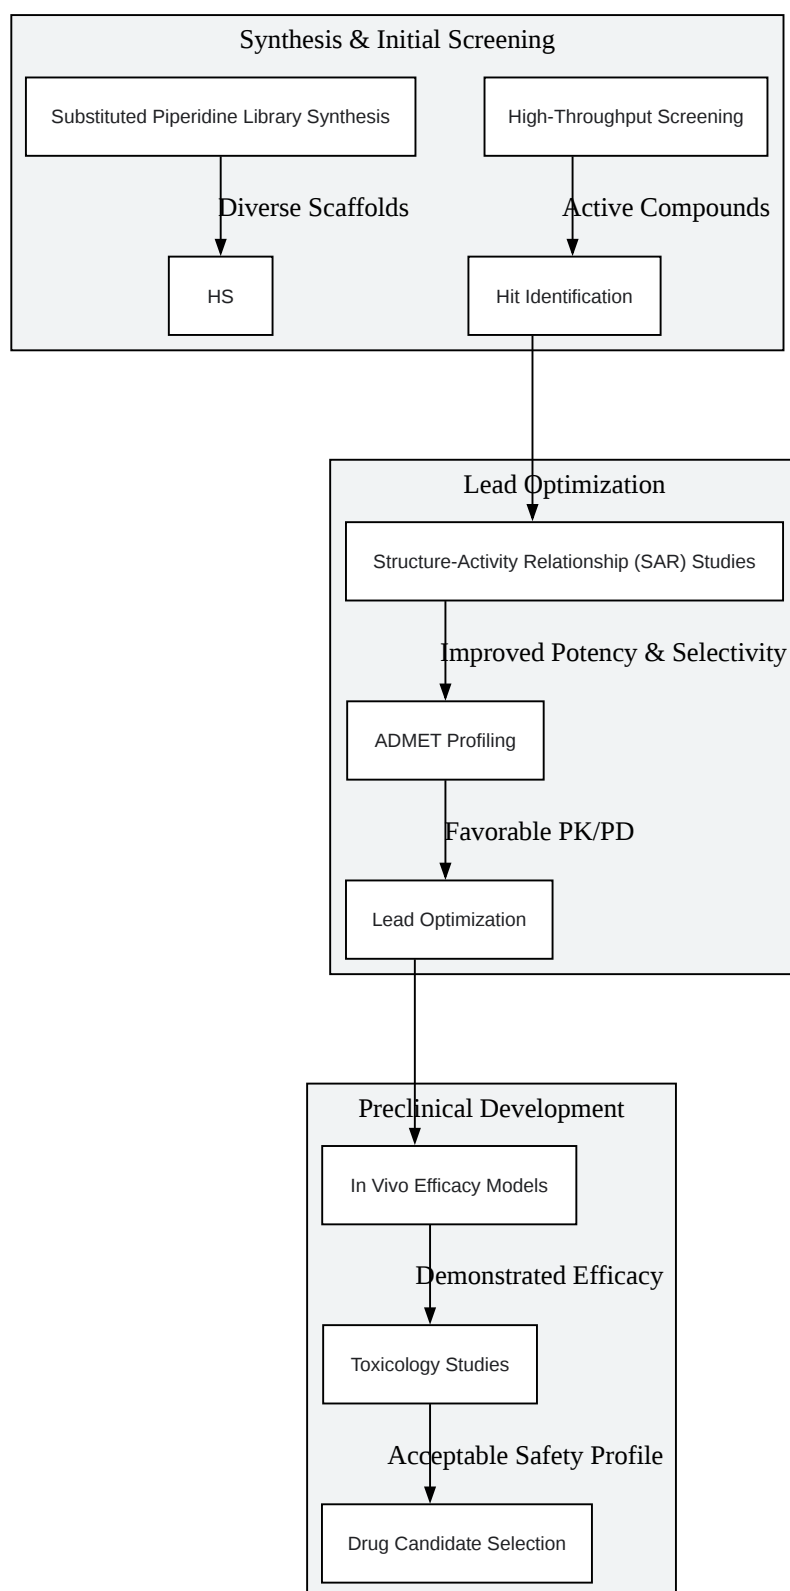 Synthesis & Initial Screening
Substituted Piperidine Library Synthesis
High-Throughput Screening
Diverse Scaffolds
Active Compounds
HS
Hit Identification
Lead Optimization
Structure-Activity Relationship (SAR) Studies
Improved Potency & Selectivity
ADMET Profiling
Favorable PK/PD
Lead Optimization
Preclinical Development
In Vivo Efficacy Models
Demonstrated Efficacy
Toxicology Studies
Acceptable Safety Profile
Drug Candidate Selection